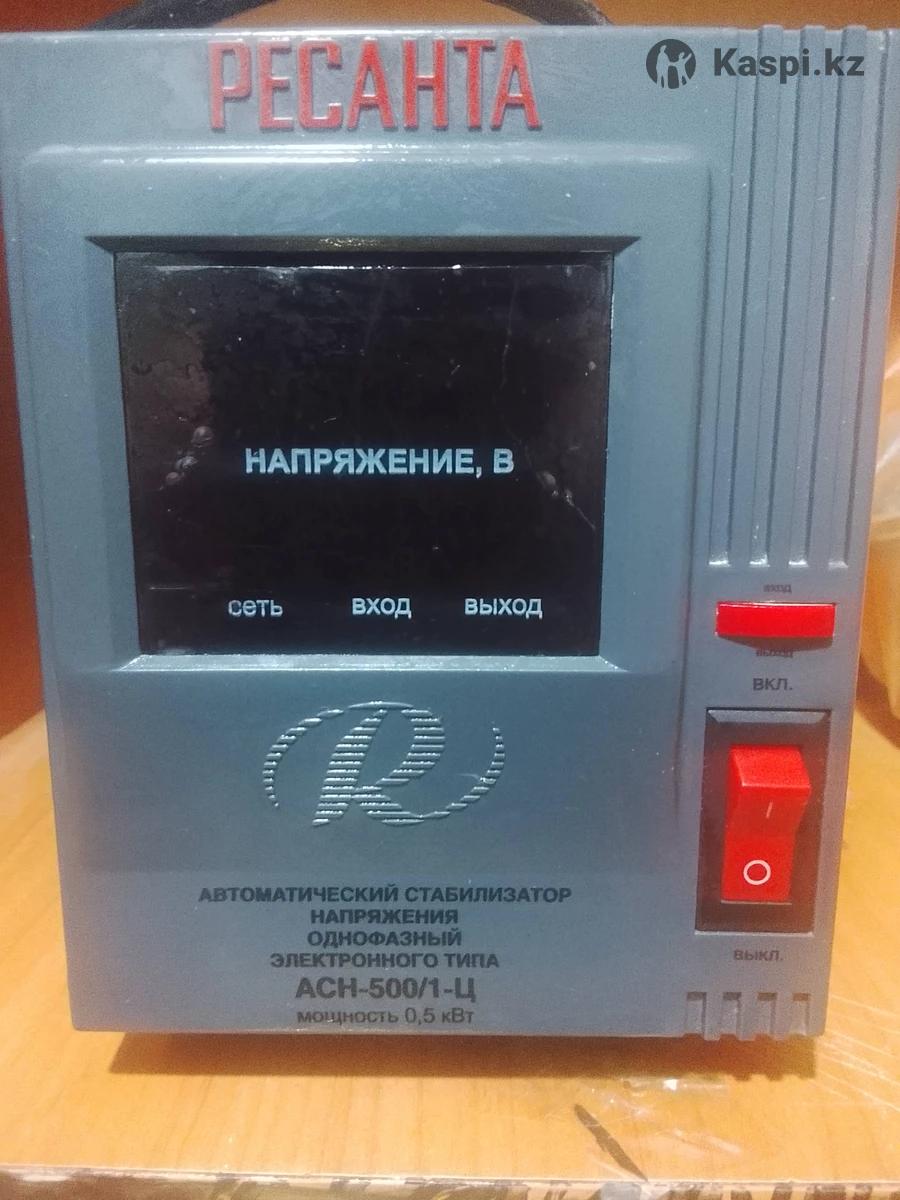 РЕСАНТА
Kaspi.kz
НАПРЯЖЕНИЕ, В
сеть вход выход
вход
выход
ВКЛ.
R
АВТОМАТИЧЕСКИЙ СТАБИЛИЗАТОР
НАПРЯЖЕНИЯ
ОДНОФАЗНЫЙ
ЭЛЕКТРОННОГО ТИПА
АСН-500/1-Ц
мощность 0,5 кВт
ВЫКЛ.